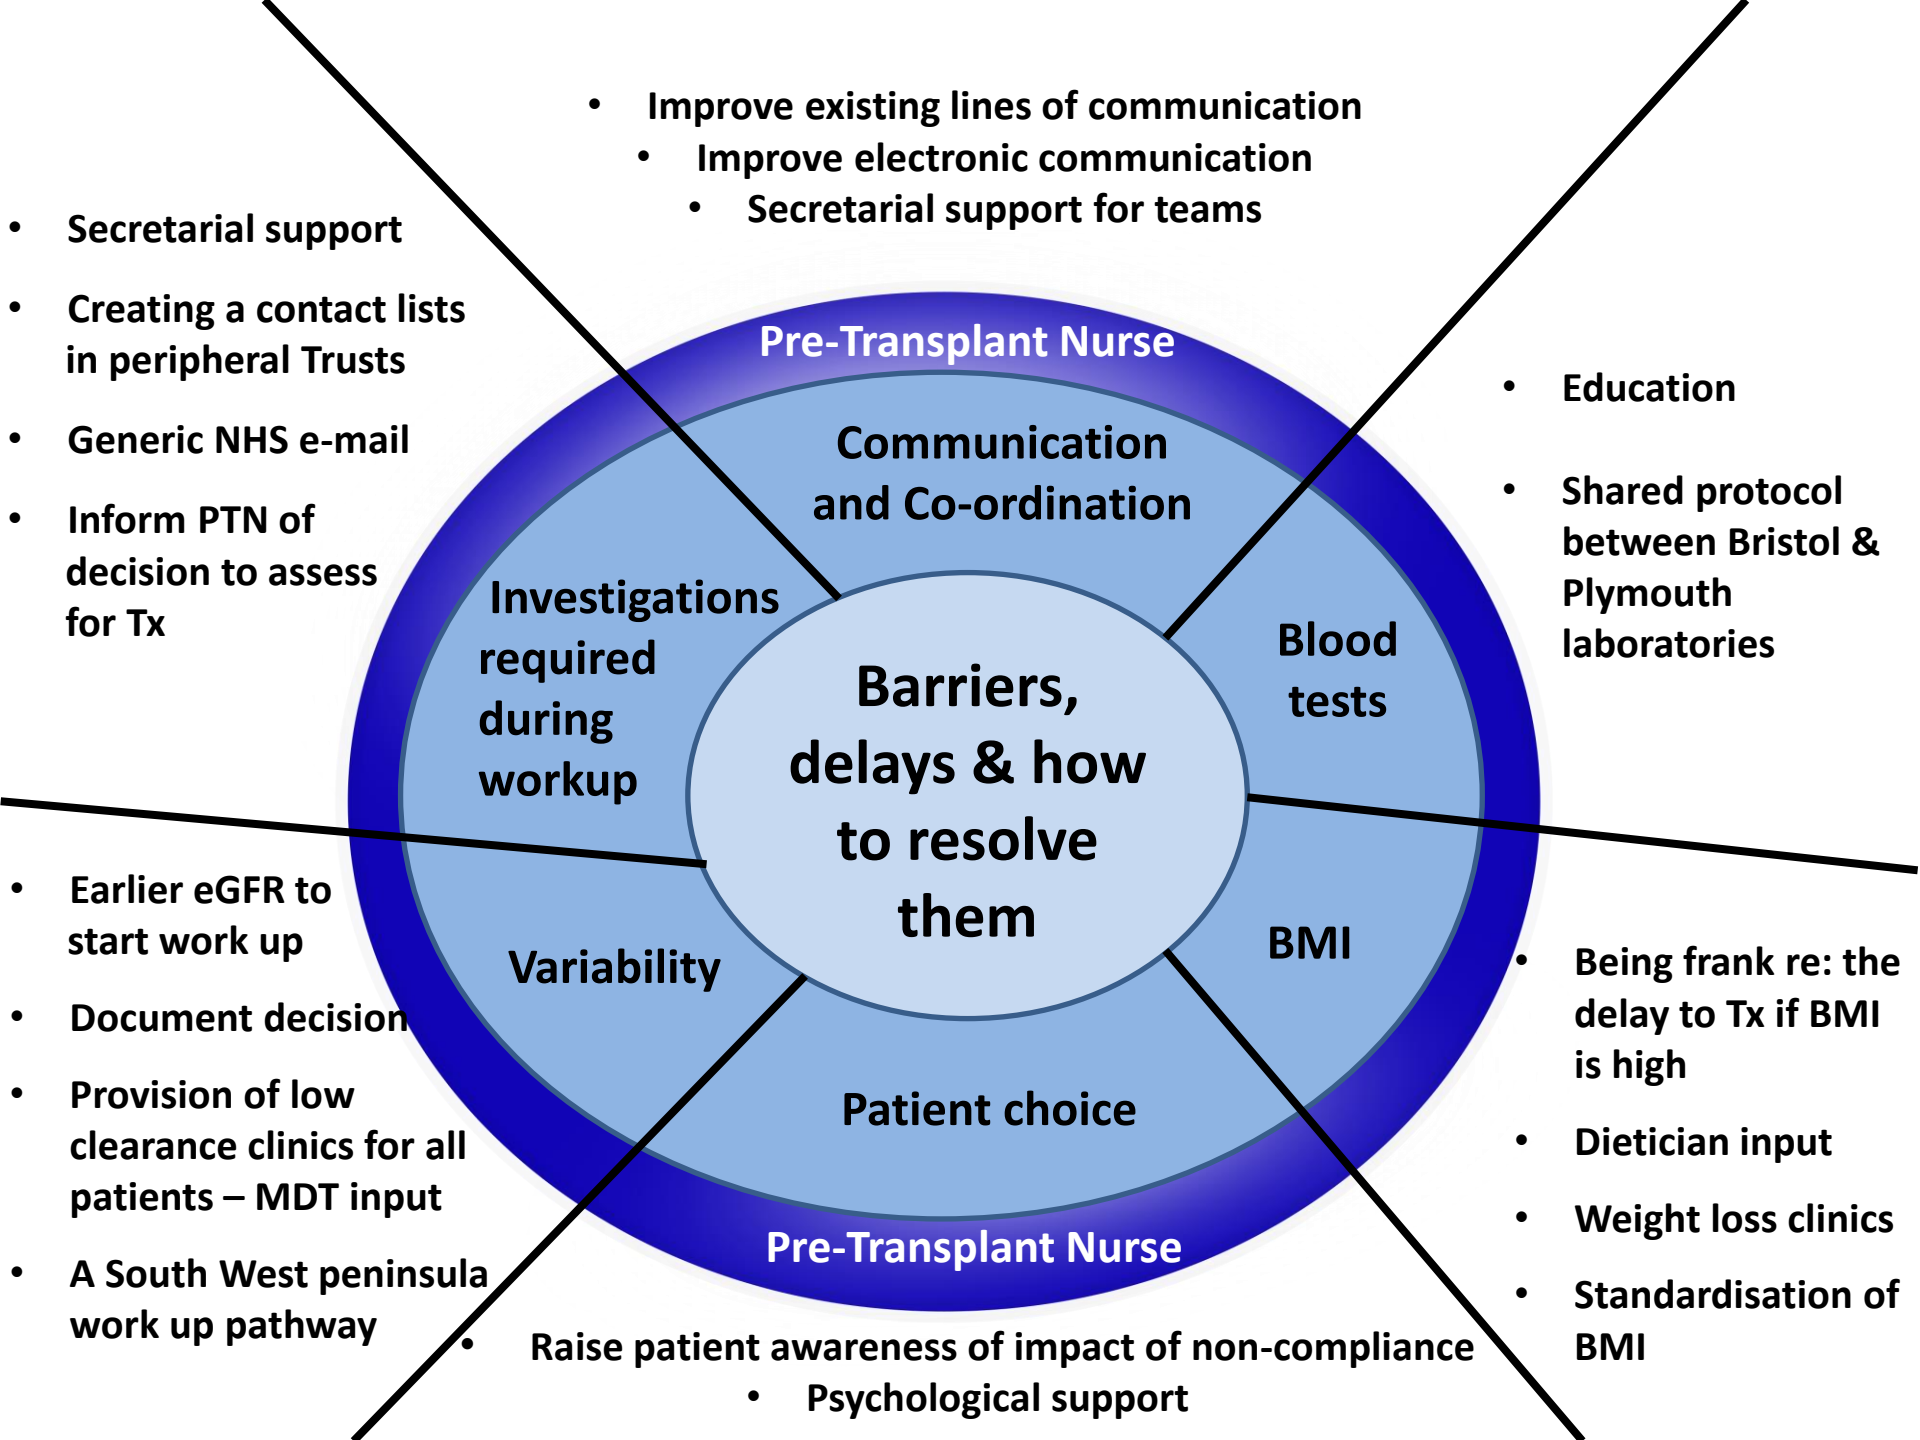 • Improve existing lines of communication
• Improve electronic communication
• Secretarial support for teams
• Secretarial support
• Creating a contact lists
in peripheral Trusts
• Generic NHS e-mail
• Inform PTN of
decision to assess
for Tx
Pre-Transplant Nurse
Communication
and Co-ordination
• Education
• Shared protocol
between Bristol &
Plymouth
laboratories
Investigations
required
during
workup
Blood
tests
Barriers,
delays & how
to resolve
them
• Earlier eGFR to
start work up
• Document decision
• Provision of low
clearance clinics for all
patients – MDT input
• A South West peninsula
work up pathway
Variability
BMI
Patient choice
• Being frank re: the
delay to Tx if BMI
is high
• Dietician input
• Weight loss clinics
• Standardisation of
BMI
Pre-Transplant Nurse
• Raise patient awareness of impact of non-compliance
• Psychological support